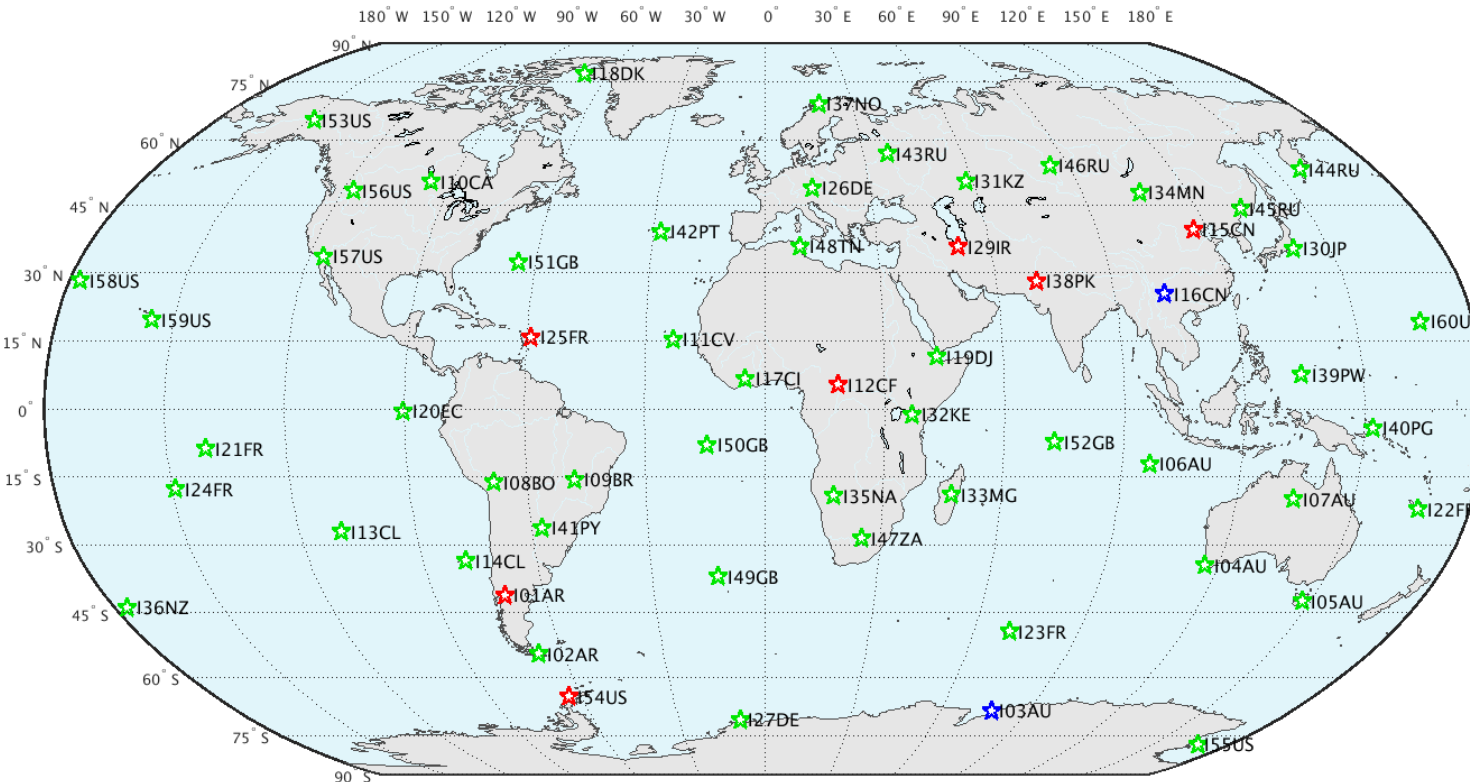 180° W 150° W 120° W 90° W 60° W 30° W 0° 30° E 60° E 90° E 120° E 150° E 180° E
90° N
I18DK
75° N
I37NO
I53US
60° N
I43RU
I46RU
I44RU
I10CA
I31KZ
I56US
I26DE
I34MN
45° N
I45RU
I42PT
I15CN
I48TN
I29IR
I30JP
I57US
I51GB
30° N
I58US
I38PK
I16CN
I59US
I60U
15° N
I25FR
I11CV
I19DJ
I39PW
I17CI
I12CF
0°
I20EC
I32KE
I40PG
I21FR
I50GB
I52GB
I06AU
15° S
I24FR
I08BO
I09BR
I35NA
I33MG
I07AU
I22F
I13CL
I41PY
I47ZA
30° S
I14CL
I04AU
I49GB
I01AR
I36NZ
I05AU
45° S
I23FR
I02AR
60° S
I54US
I27DE
I03AU
75° S
I55US
90° S